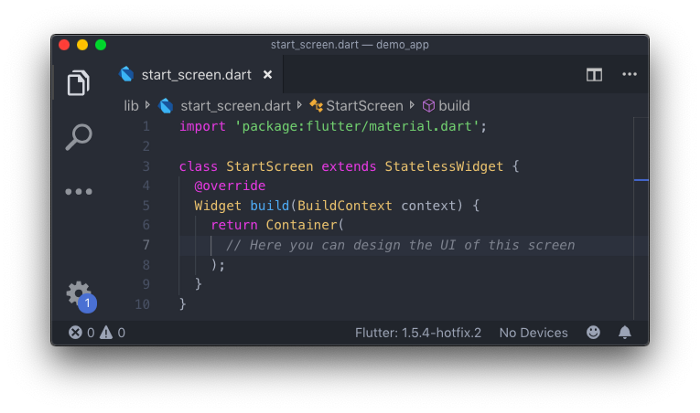 start_screen.dart — demo_app
start_screen.dart
lib start_screen.dart StartScreen build
1 import 'package:flutter/material.dart';
2
3 class StartScreen extends StatelessWidget {
4 @override
5 Widget build(BuildContext context) {
6 return Container(
7 // Here you can design the UI of this screen
8 );
9 }
10 }
1
0 0 Flutter: 1.5.4-hotfix.2 No Devices